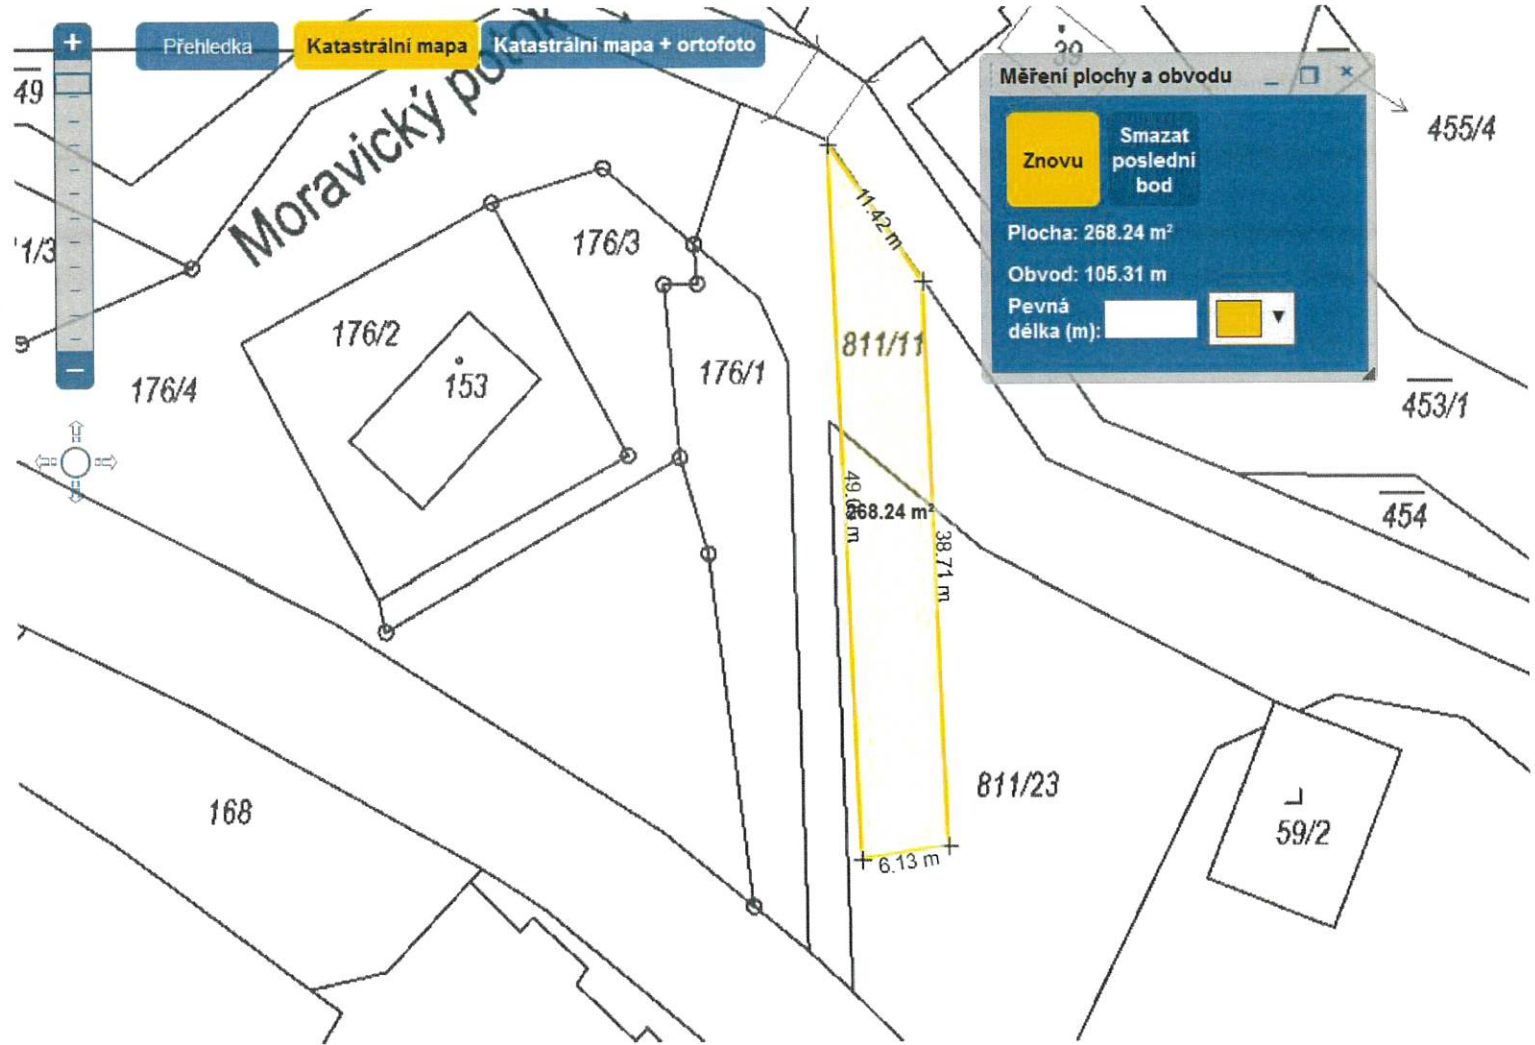 +
Přehledka
Katastrální mapa
Katastrální mapa + ortofoto
Moravický potok
39
49
Měření plochy a obvodu
Znovu
Smazat
poslední
bod
Plocha: 268.24 m²
Obvod: 105.31 m
Pevná
délka (m):
455/4
11.42 m
176/3
1/3
176/2
811/11
176/1
153
176/4
453/1
268.24 m²
454
38.71 m
811/23
168
59/2
6.13 m